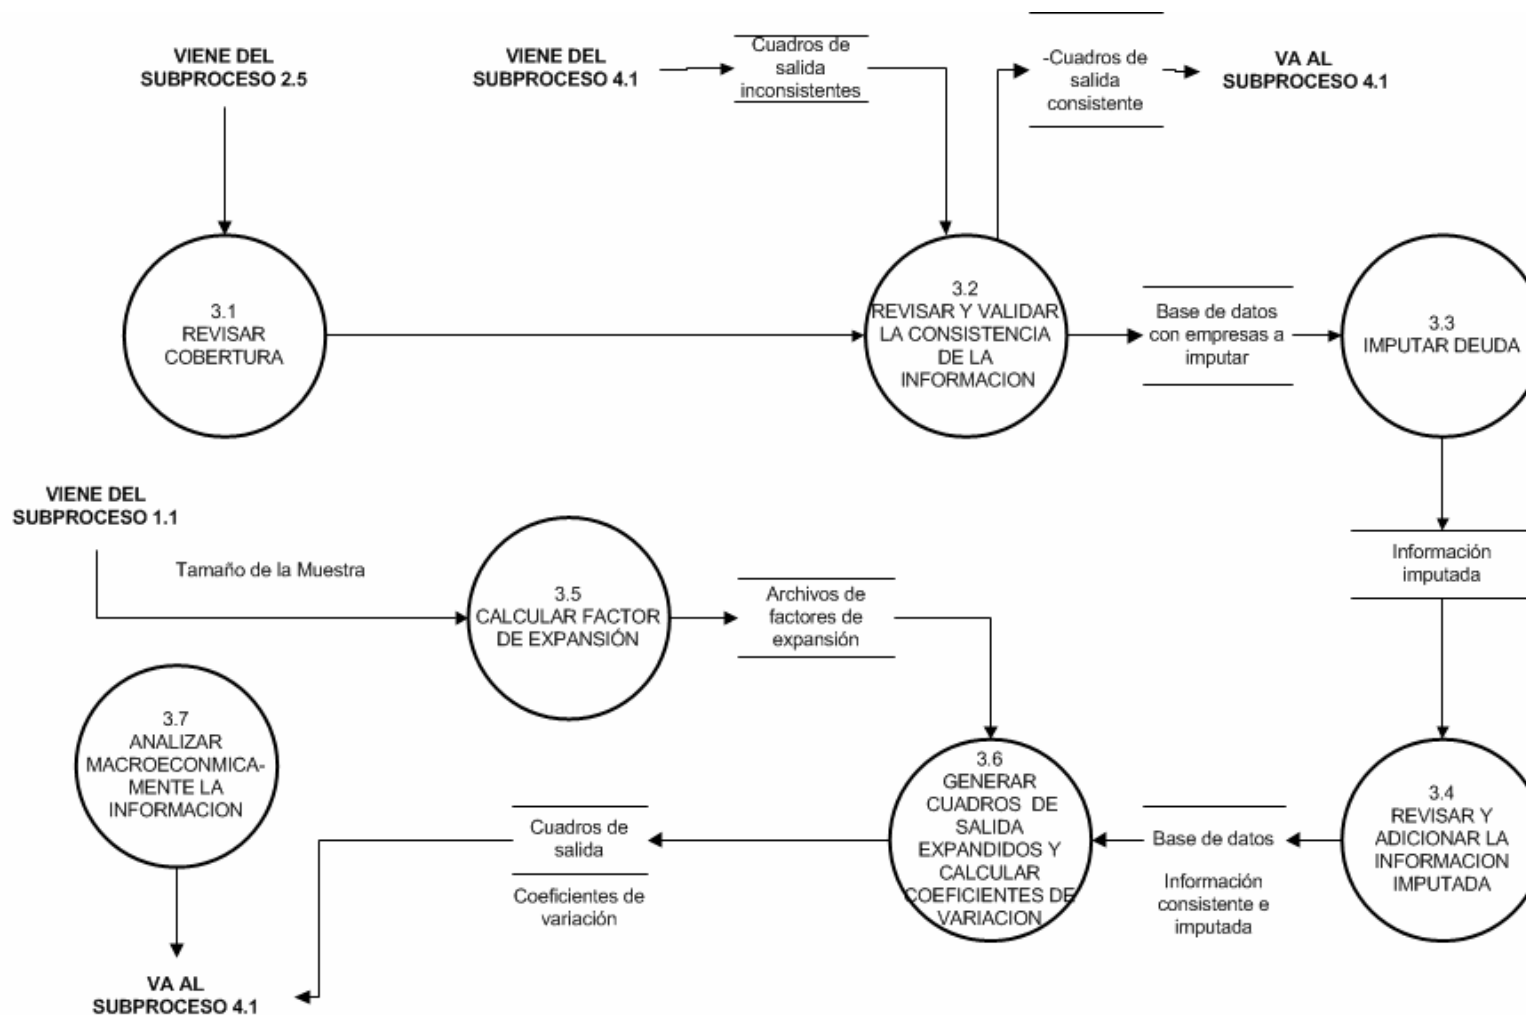 VIENE DEL
SUBPROCESO 2.5
VIENE DEL
SUBPROCESO 4.1
Cuadros de
salida
inconsistentes
-Cuadros de
salida
consistente
VA AL
SUBPROCESO 4.1
3.1
REVISAR
COBERTURA
3.2
REVISAR Y VALIDAR
LA CONSISTENCIA
DE LA
INFORMACION
Base de datos
con empresas a
imputar
3.3
IMPUTAR DEUDA
VIENE DEL
SUBPROCESO 1.1
Tamaño de la Muestra
3.5
CALCULAR FACTOR
DE EXPANSIÓN
Archivos de
factores de
expansión
Información
imputada
3.7
ANALIZAR
MACROECONMICA-
MENTE LA
INFORMACION
Cuadros de
salida
Coeficientes de
variación
3.6
GENERAR
CUADROS DE
SALIDA
EXPANDIDOS Y
CALCULAR
COEFICIENTES DE
VARIACION
Base de datos
Información
consistente e
imputada
3.4
REVISAR Y
ADICIONAR LA
INFORMACION
IMPUTADA
VA AL
SUBPROCESO 4.1